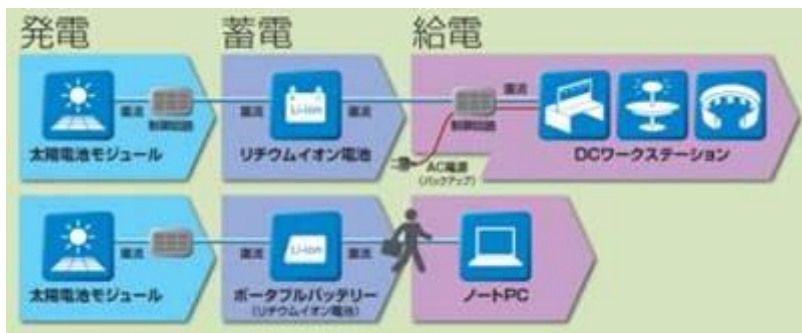 発電
蓄電
給電
直流
制御回路
直流
Li-ion
直流
制御回路
直流
太陽電池モジュール
リチウムイオン電池
AC電源
(バックアップ)
DCワークステーション
直流
直流
Li-ion
直流
太陽電池モジュール
ポータブルバッテリー
(リチウムイオン電池)
ノートPC